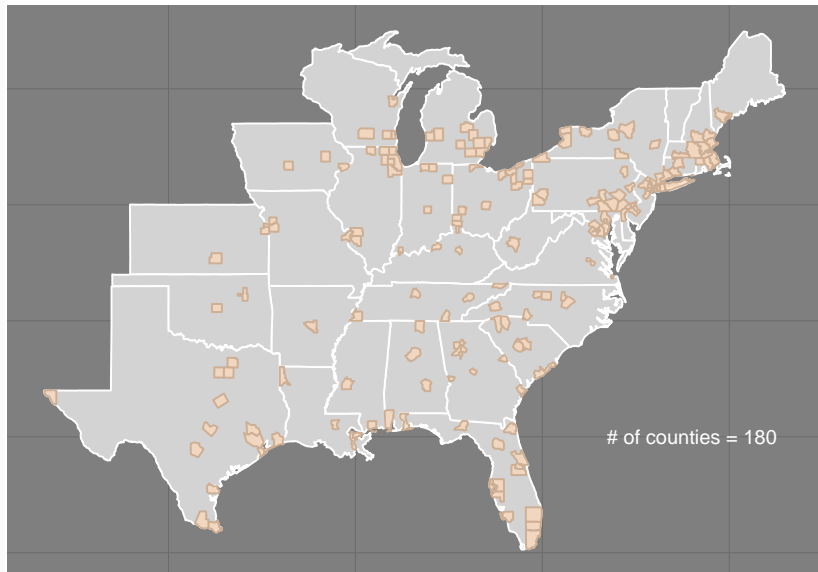 # of counties = 180